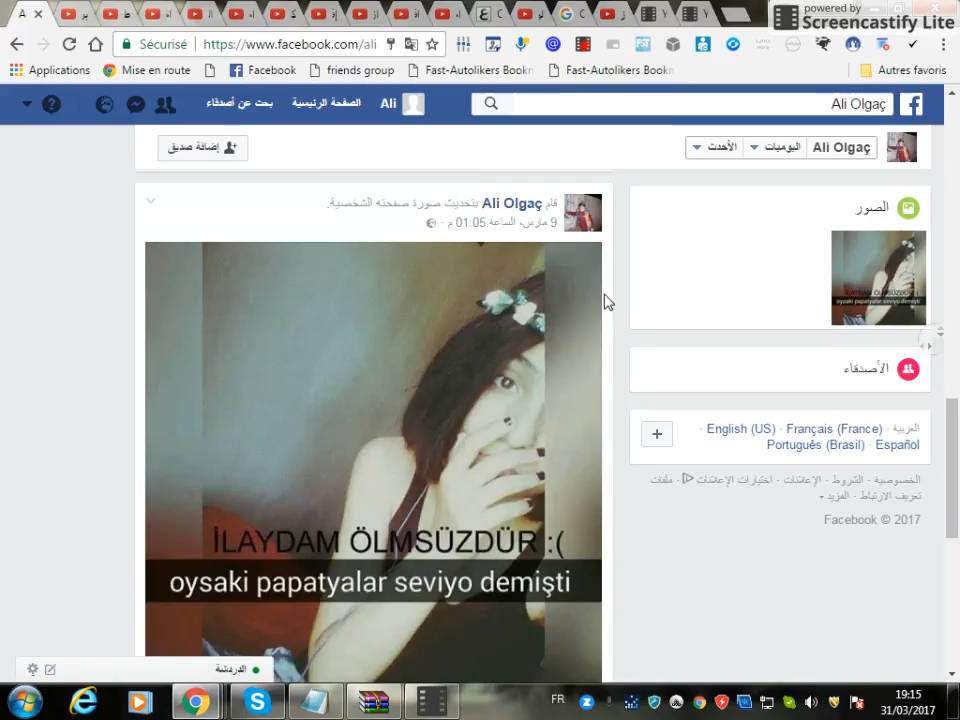 powered by
Screencastify Lite
Sécurisé
https://www.facebook.com/ali
Applications
Mise en route
Facebook
friends group
Fast-Autolikers Bookm
Fast-Autolikers Bookm
Autres favoris
Ali Olgaç
Ali
الصفحة الرئيسية
بحث عن أصدقاء
Ali Olgaç
اليوميات
الأحدث
إضافة صديق
قام Ali Olgaç بتحديث صورة صفحته الشخصية.
9 مارس، الساعة 01:05 م ·
İLAYDAM ÖLMSÜZDÜR :(
oysaki papatyalar seviyo demişti
الصور
İLAYDAM ÖLMSÜZDÜR :(
oysaki papatyalar seviyo demişti
الأصدقاء
العربية · English (US) · Français (France) ·
Português (Brasil) · Español
الخصوصية · الشروط · الإعلانات · اختيارات الإعلانات · ملفات
تعريف الارتباط · المزيد
Facebook © 2017
الدردشة
FR
19:15
31/03/2017